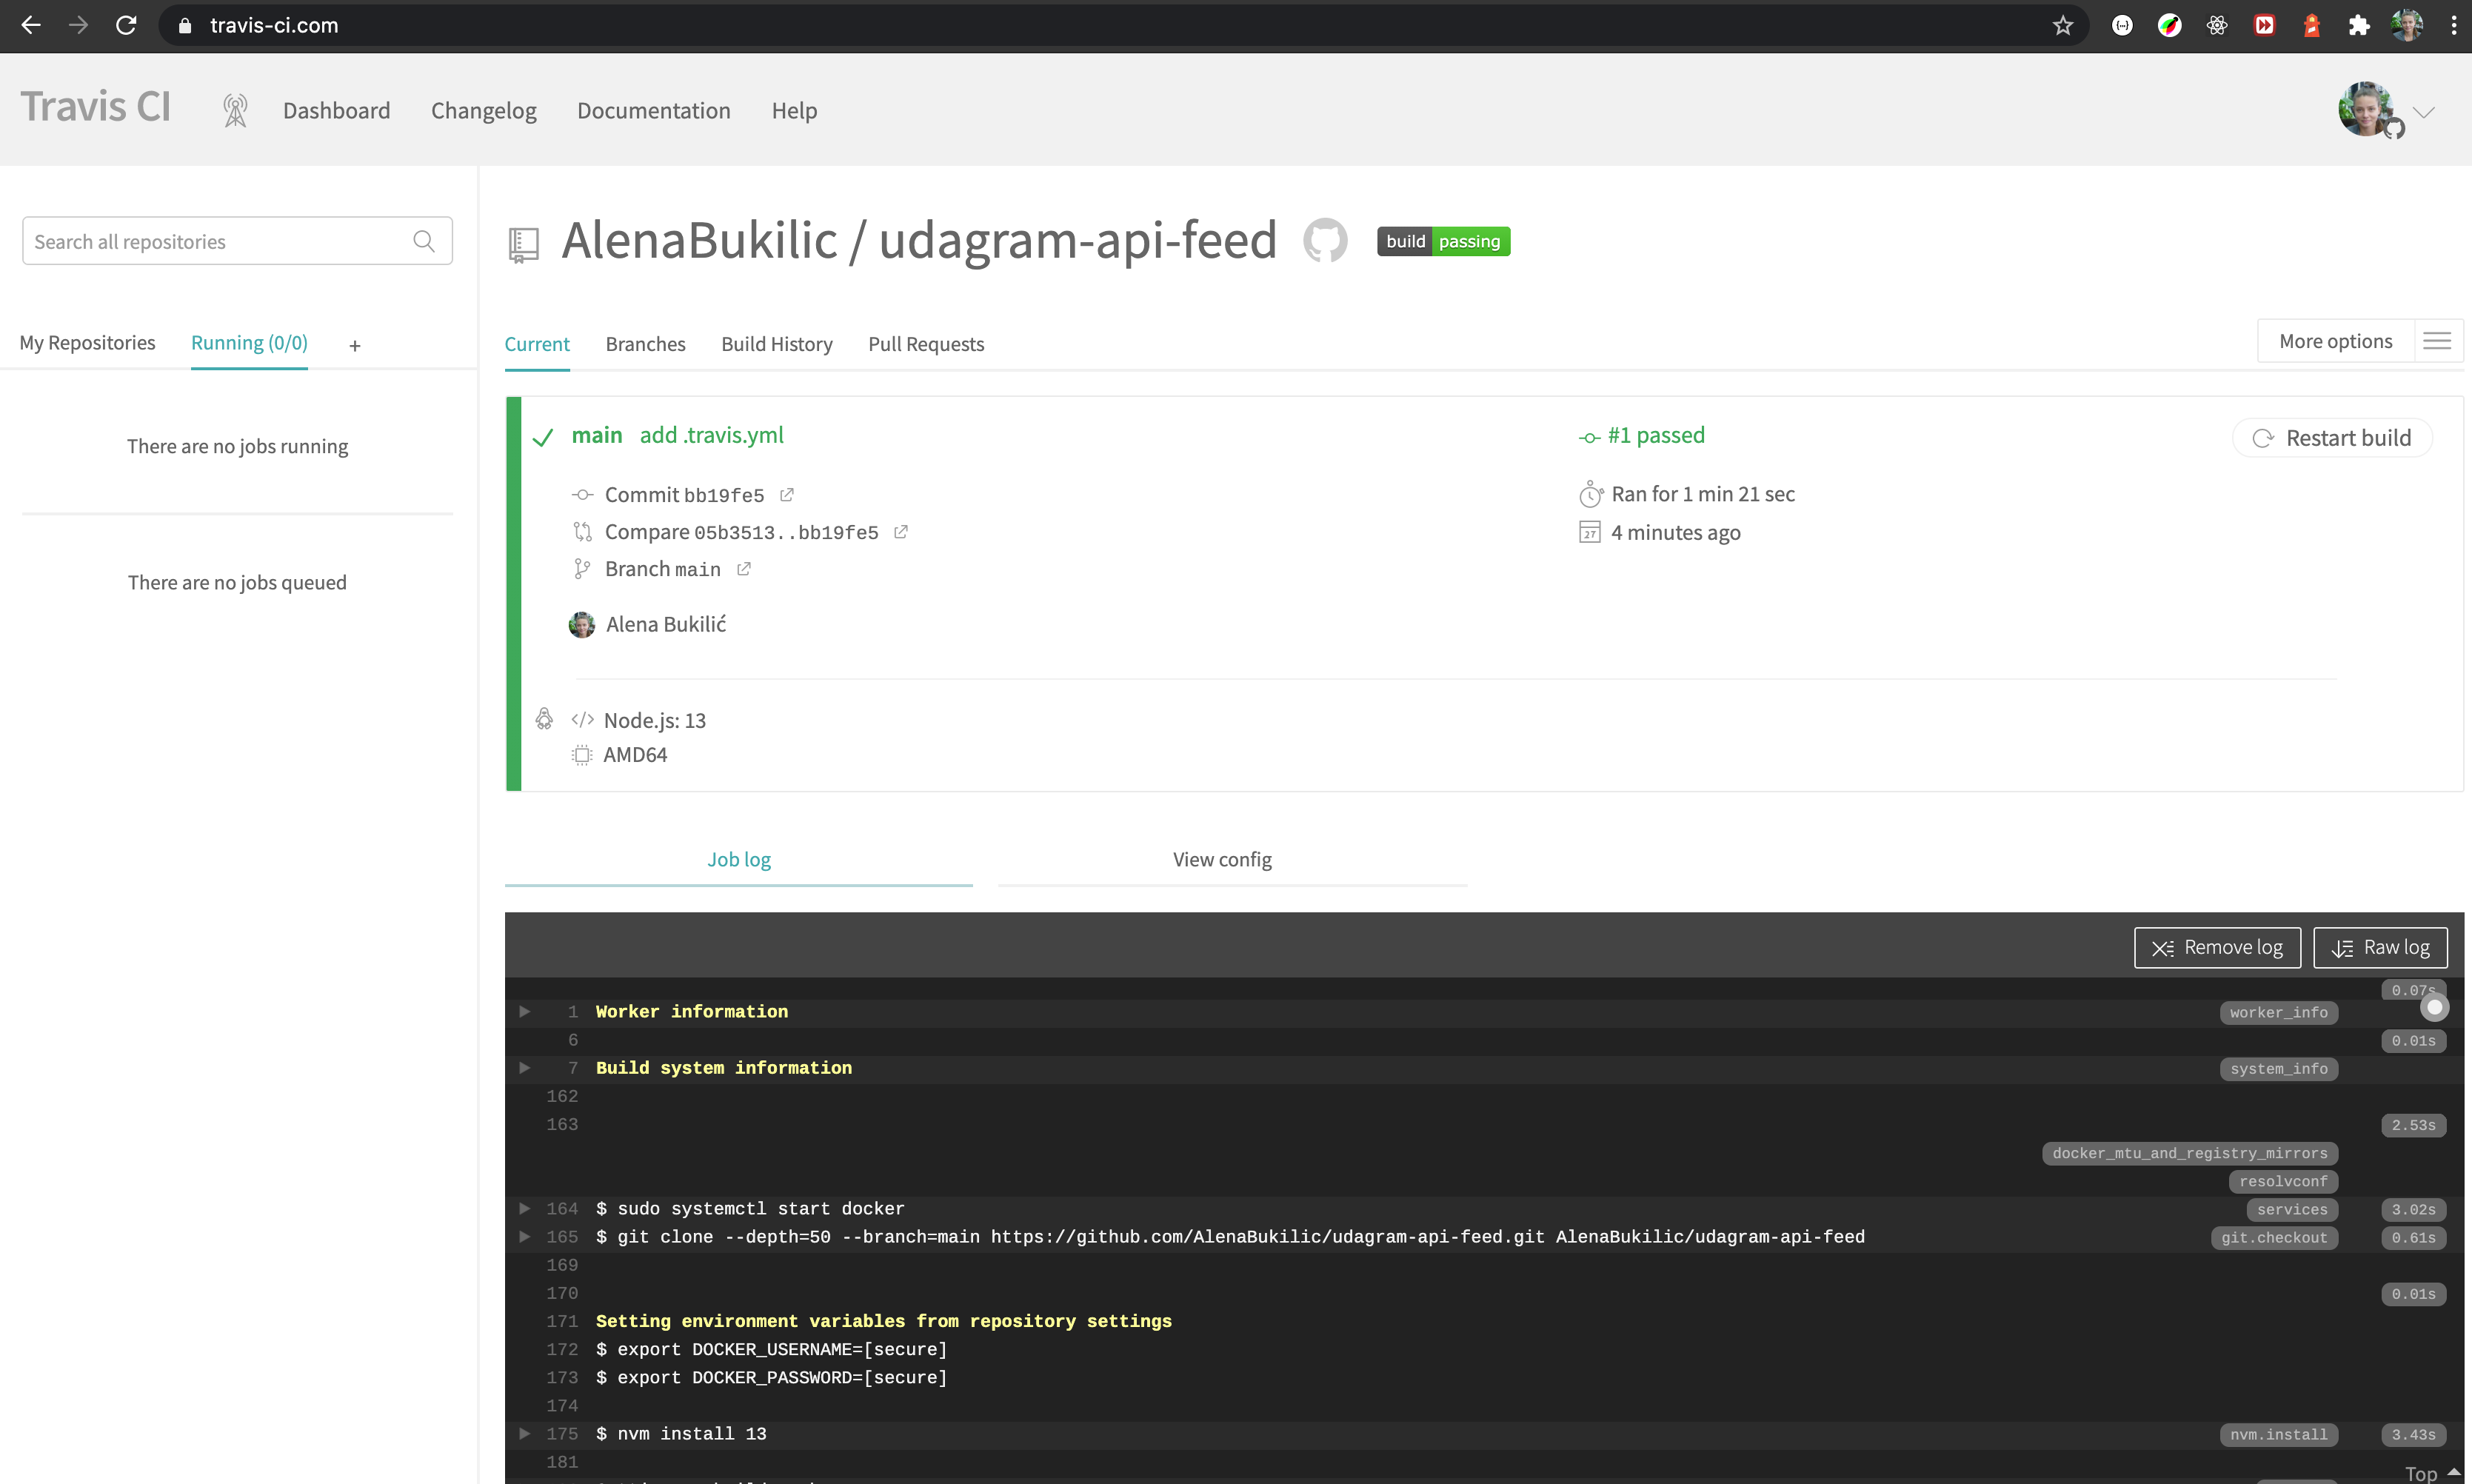 travis-ci.com
Travis CI
Dashboard
Changelog
Documentation
Help
Search all repositories
My Repositories
Running (0/0)
+
There are no jobs running
There are no jobs queued
AlenaBukilic / udagram-api-feed
build passing
Current
Branches
Build History
Pull Requests
More options
main add .travis.yml
#1 passed
Restart build
Commit bb19fe5
Compare 05b3513..bb19fe5
Branch main
Ran for 1 min 21 sec
27 4 minutes ago
Alena Bukilić
</> Node.js: 13
AMD64
Job log
View config
Remove log
Raw log
0.07s
1 Worker information worker_info
6 0.01s
7 Build system information system_info
162
163 2.53s
docker_mtu_and_registry_mirrors
resolvconf
164 $ sudo systemctl start docker services 3.02s
165 $ git clone --depth=50 --branch=main https://github.com/AlenaBukilic/udagram-api-feed.git AlenaBukilic/udagram-api-feed git.checkout 0.61s
169
170 0.01s
171 Setting environment variables from repository settings
172 $ export DOCKER_USERNAME=[secure]
173 $ export DOCKER_PASSWORD=[secure]
174
175 $ nvm install 13 nvm.install 3.43s
181
Top